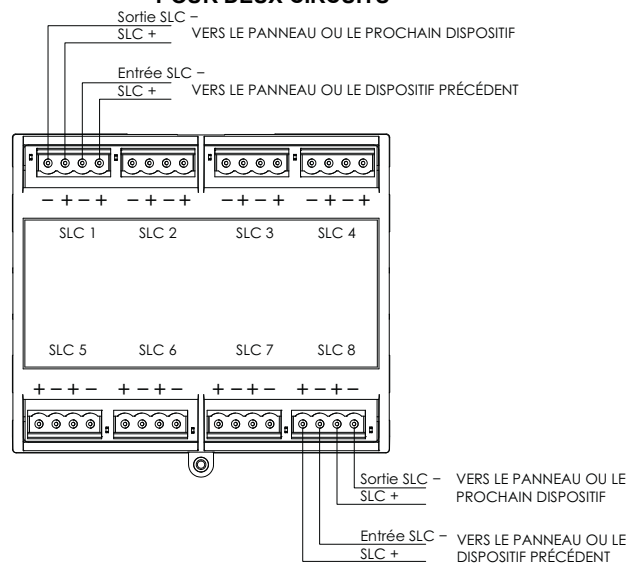 POUR DEUX CIRCUITS
Sortie SLC –
SLC + VERS LE PANNEAU OU LE PROCHAIN DISPOSITIF
Entrée SLC –
SLC + VERS LE PANNEAU OU LE DISPOSITIF PRÉCÉDENT
– + – + – + – + – + – + – + – +
SLC 1 SLC 2 SLC 3 SLC 4
SLC 5 SLC 6 SLC 7 SLC 8
+ – + – + – + – + – + – + – + –
Sortie SLC – VERS LE PANNEAU OU LE
SLC + PROCHAIN DISPOSITIF
Entrée SLC – VERS LE PANNEAU OU LE
SLC + DISPOSITIF PRÉCÉDENT